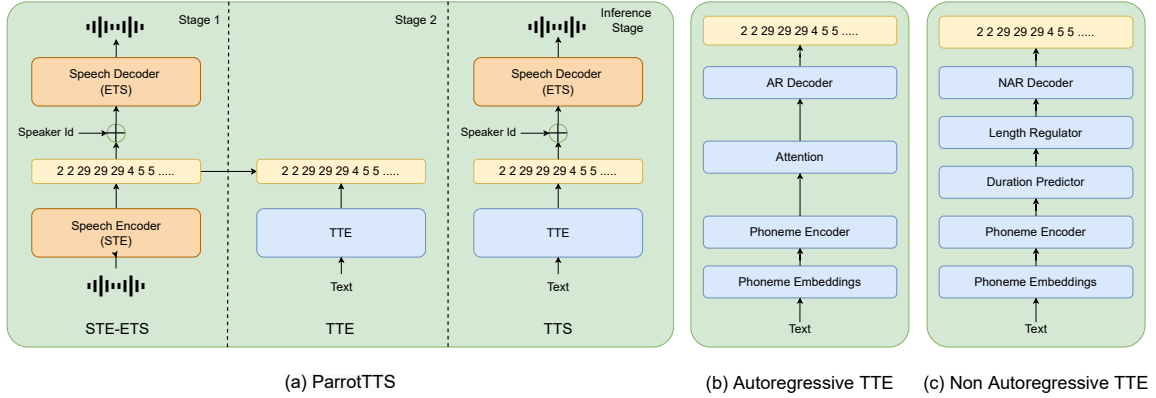 Stage 1
Speech Decoder
(ETS)
Speaker Id
2 2 29 29 29 4 5 5 .....
Speech Encoder
(STE)
STE-ETS
Stage 2
2 2 29 29 29 4 5 5 .....
TTE
Text
TTE
Inference
Stage
Speech Decoder
(ETS)
Speaker Id
2 2 29 29 29 4 5 5 .....
TTE
Text
TTS
(a) ParrotTTS
2 2 29 29 29 4 5 5 .....
AR Decoder
Attention
Phoneme Encoder
Phoneme Embeddings
Text
(b) Autoregressive TTE
2 2 29 29 29 4 5 5 .....
NAR Decoder
Length Regulator
Duration Predictor
Phoneme Encoder
Phoneme Embeddings
Text
(c) Non Autoregressive TTE